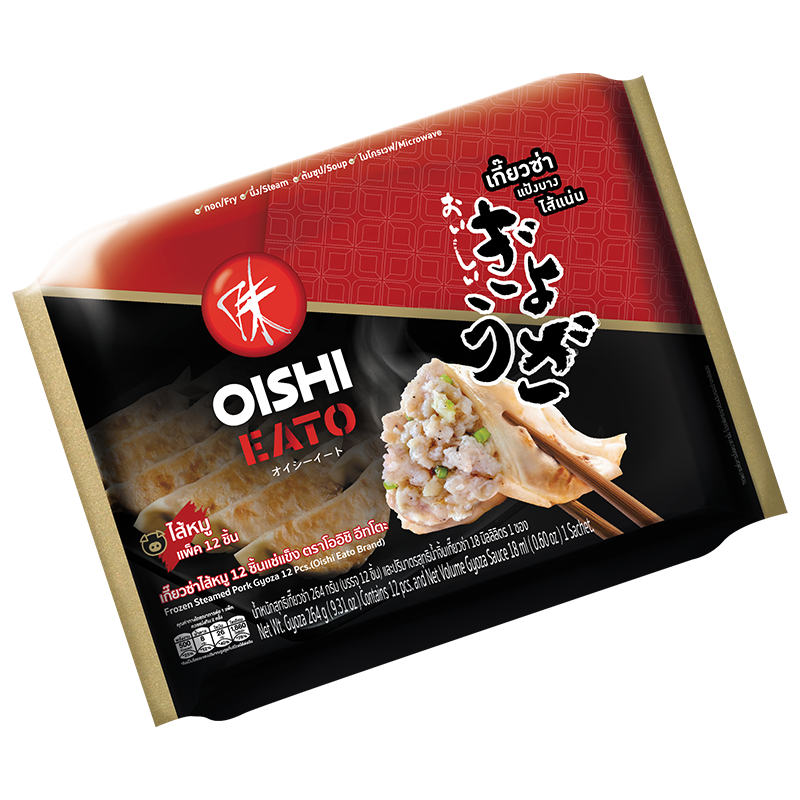 ทอด/Fry นึ่ง/Steam ต้มซุป/Soup ไมโครเวฟ/Microwave
เกี๊ยวซ่า
แป้งบาง
ไส้แน่น
おいしいい
ぎょうざ
味
OISHI
EATO
オイシーイート
ไส้หมู
แพ็ค 12 ชิ้น
เกี๊ยวซ่าไส้หมู 12 ชิ้นแช่แข็ง ตราโออิชิ อีทโตะ
Frozen Steamed Pork Gyoza 12 Pcs.(Oishi Eato Brand)
น้ำหนักสุทธิเกี๊ยวซ่า 264 กรัม (บรรจุ 12 ชิ้น) และปริมาตรสุทธิน้ำจิ้มเกี๊ยวซ่า 18 มิลลิลิตร 1 ซอง
Net Wt. Gyoza 264 g (9.31 oz.) Contains 12 pcs. and Net Volume Gyoza Sauce 18 ml (0.60 oz) 1 Sachet.
500 8 26